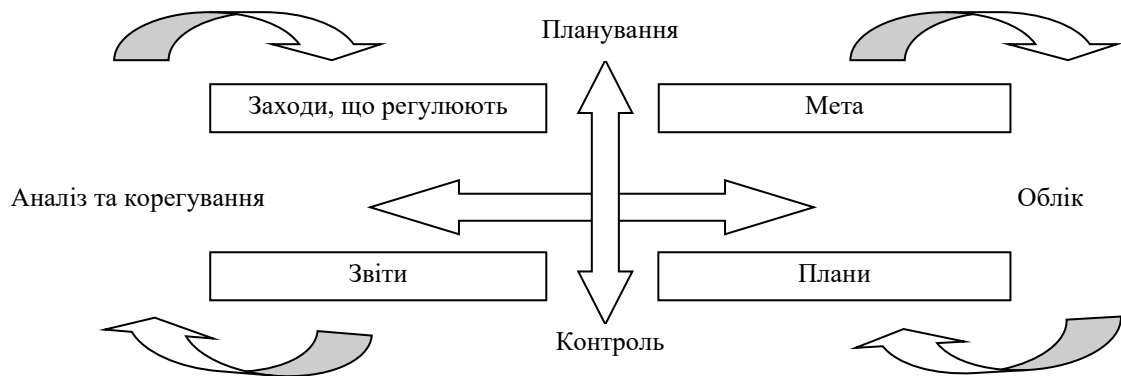 Планування
Заходи, що регулюють
Мета
Аналіз та корегування
Облік
Звіти
Плани
Контроль